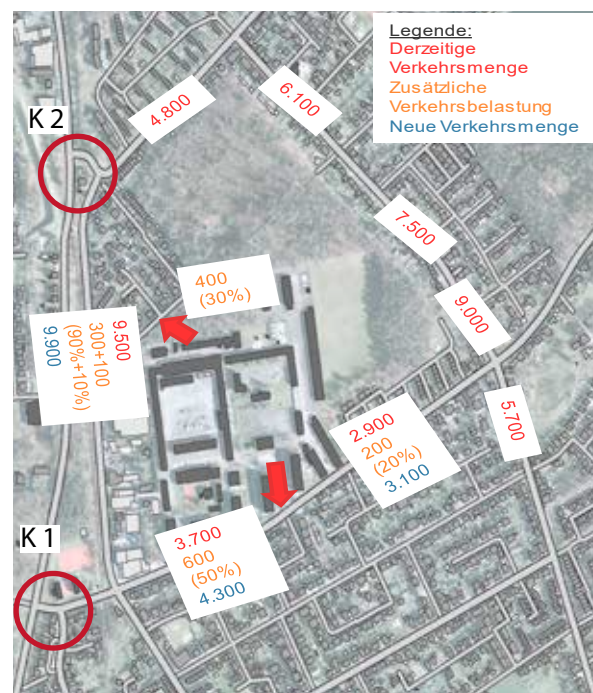 Legende:
Derzeitige
Verkehrsmenge
Zusätzliche
Verkehrsbelastung
Neue Verkehrsmenge
6.100
4.800
K 2
7.500
400
(30%)
9.000
9.500
300+100
(90%+10%)
9.900
5.700
2.900
200
(20%)
3.100
K 1
3.700
600
(50%)
4.300